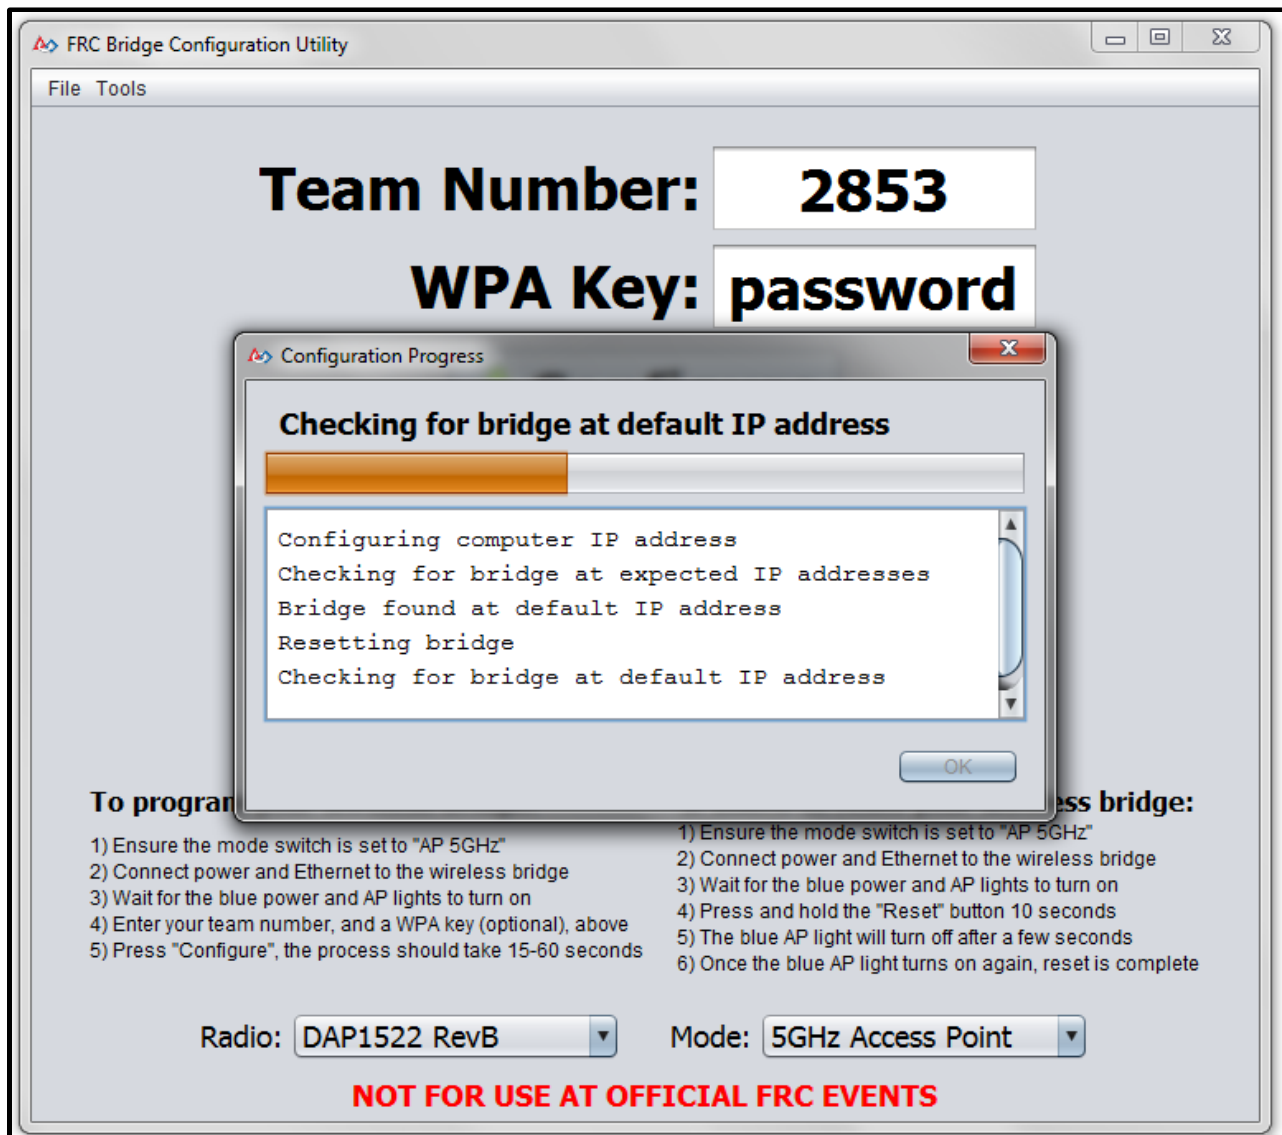 FRC Bridge Configuration Utility
File Tools
Team Number: 2853
WPA Key: password
Configuration Progress
Checking for bridge at default IP address
Configuring computer IP address
Checking for bridge at expected IP addresses
Bridge found at default IP address
Resetting bridge
Checking for bridge at default IP address
OK
To program
1) Ensure the mode switch is set to "AP 5GHz"
2) Connect power and Ethernet to the wireless bridge
3) Wait for the blue power and AP lights to turn on
4) Enter your team number, and a WPA key (optional), above
5) Press "Configure", the process should take 15-60 seconds
bridge:
1) Ensure the mode switch is set to "AP 5GHz"
2) Connect power and Ethernet to the wireless bridge
3) Wait for the blue power and AP lights to turn on
4) Press and hold the "Reset" button 10 seconds
5) The blue AP light will turn off after a few seconds
6) Once the blue AP light turns on again, reset is complete
Radio: DAP1522 RevB
Mode: 5GHz Access Point
NOT FOR USE AT OFFICIAL FRC EVENTS